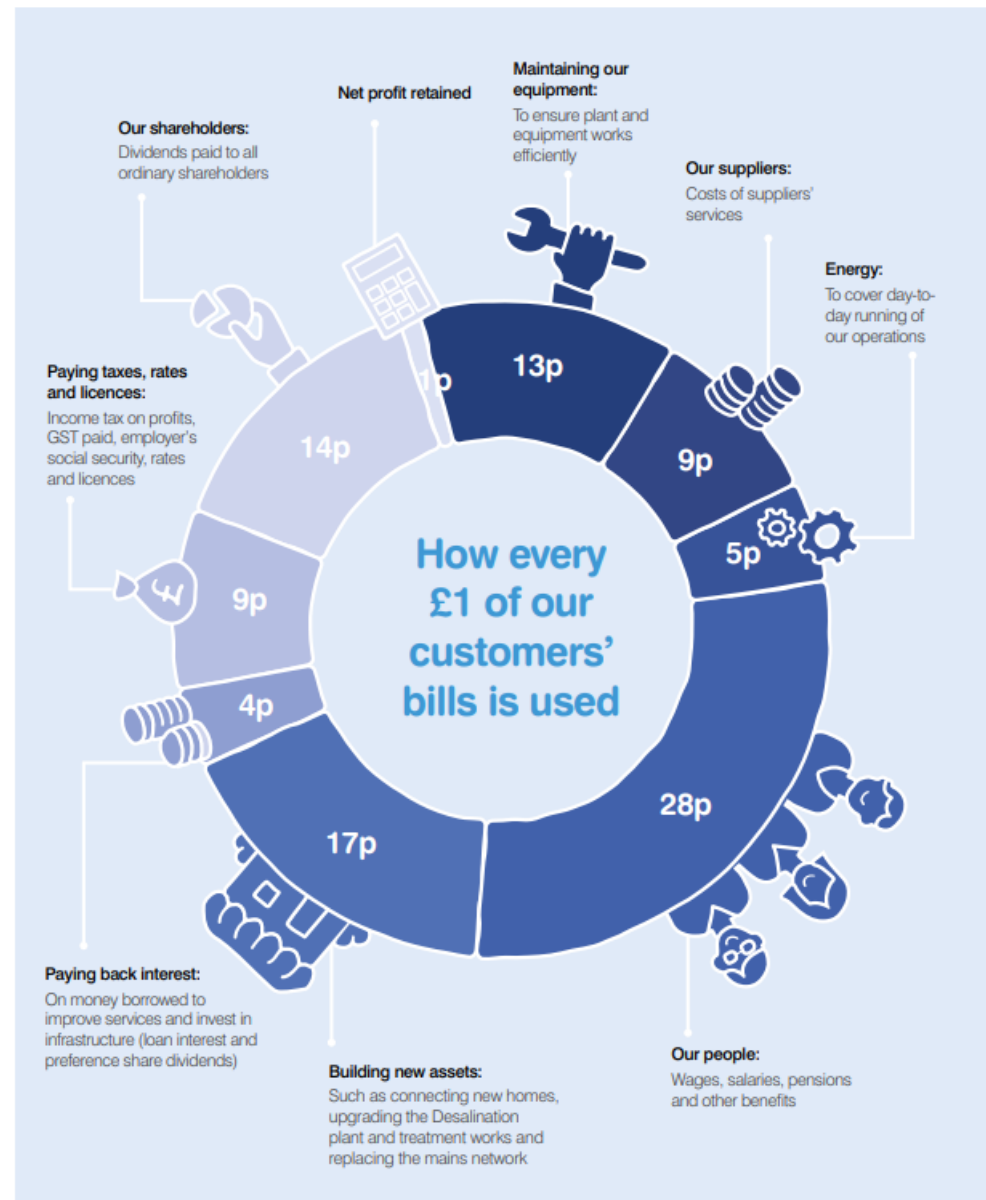 Net profit retained
Maintaining our
equipment:
To ensure plant and
equipment works
efficiently
Our shareholders:
Dividends paid to all
ordinary shareholders
Our suppliers:
Costs of suppliers'
services
Energy:
To cover day-to-
day running of
our operations
Paying taxes, rates
and licences:
Income tax on profits,
GST paid, employer's
social security, rates
and licences
1p
13p
14p
9p
5p
9p
£
4p
28p
17p
How every
£1 of our
customers’
bills is used
Paying back interest:
On money borrowed to
improve services and invest in
infrastructure (loan interest and
preference share dividends)
Building new assets:
Such as connecting new homes,
upgrading the Desalination
plant and treatment works and
replacing the mains network
Our people:
Wages, salaries, pensions
and other benefits